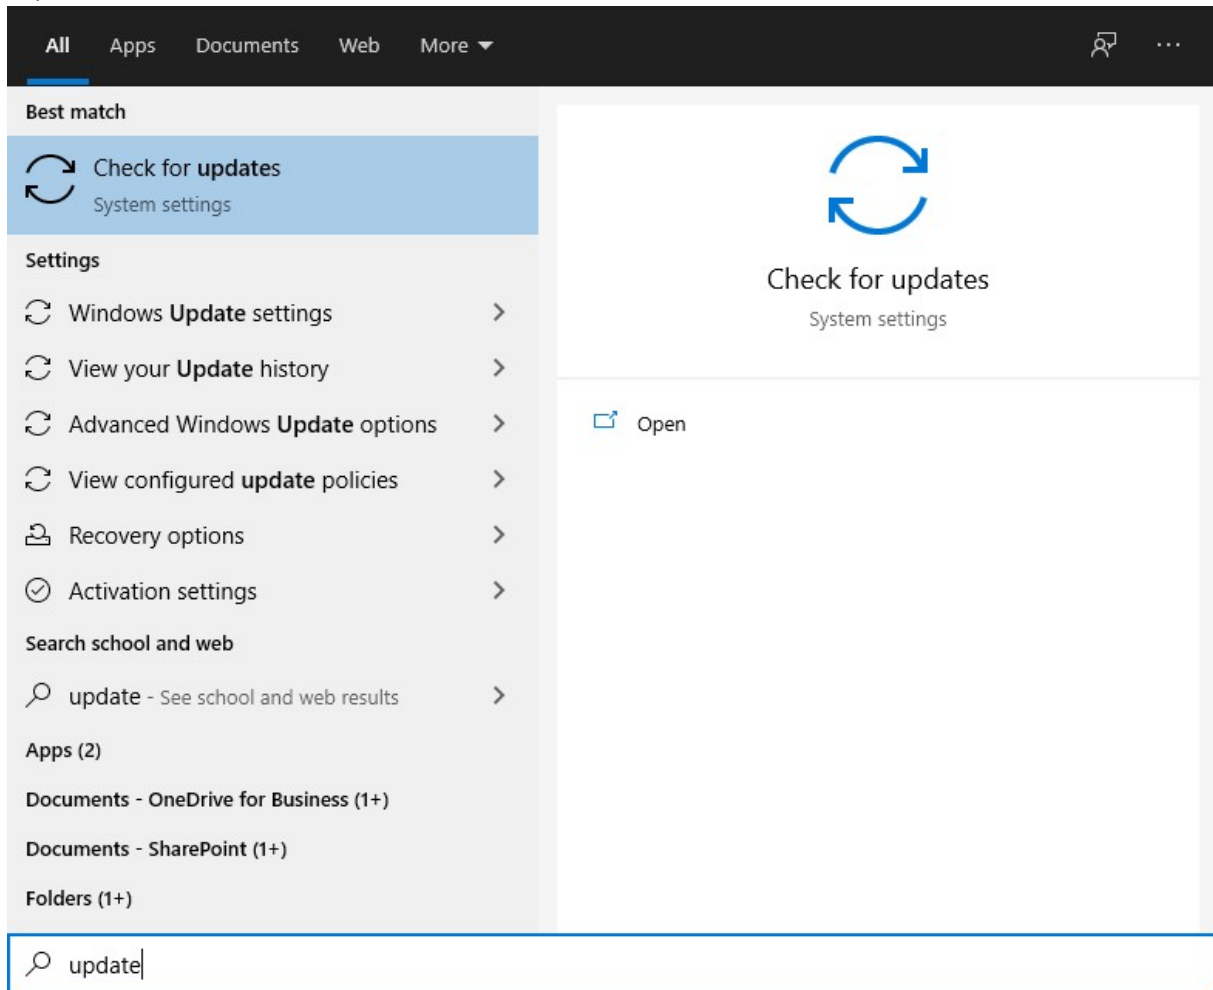 All Apps Documents Web More
Best match
Check for updates
System settings
Settings
Windows Update settings
View your Update history
Advanced Windows Update options
View configured update policies
Recovery options
Activation settings
Search school and web
update - See school and web results
Apps (2)
Documents - OneDrive for Business (1+)
Documents - SharePoint (1+)
Folders (1+)
update
Check for updates
System settings
Open